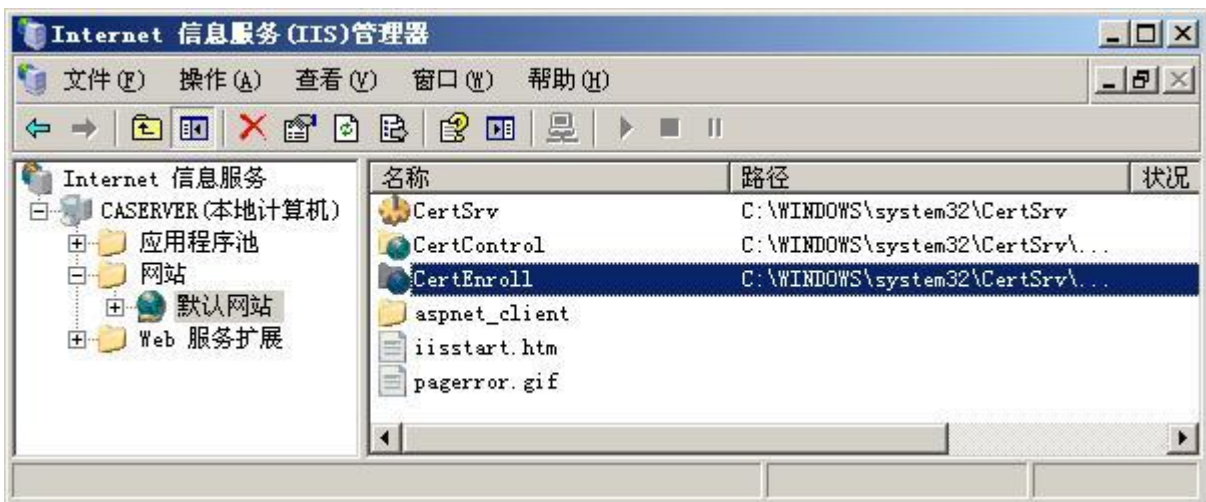 Internet 信息服务(IIS)管理器
文件(F) 操作(A) 查看(V) 窗口(W) 帮助(H)
Internet 信息服务
CASERVER(本地计算机)
应用程序池
网站
默认网站
Web 服务扩展
名称 路径 状况
CertSrv C:\WINDOWS\system32\CertSrv
CertControl C:\WINDOWS\system32\CertSrv\...
CertEnroll C:\WINDOWS\system32\CertSrv\...
aspnet_client
iisstart.htm
pagerror.gif